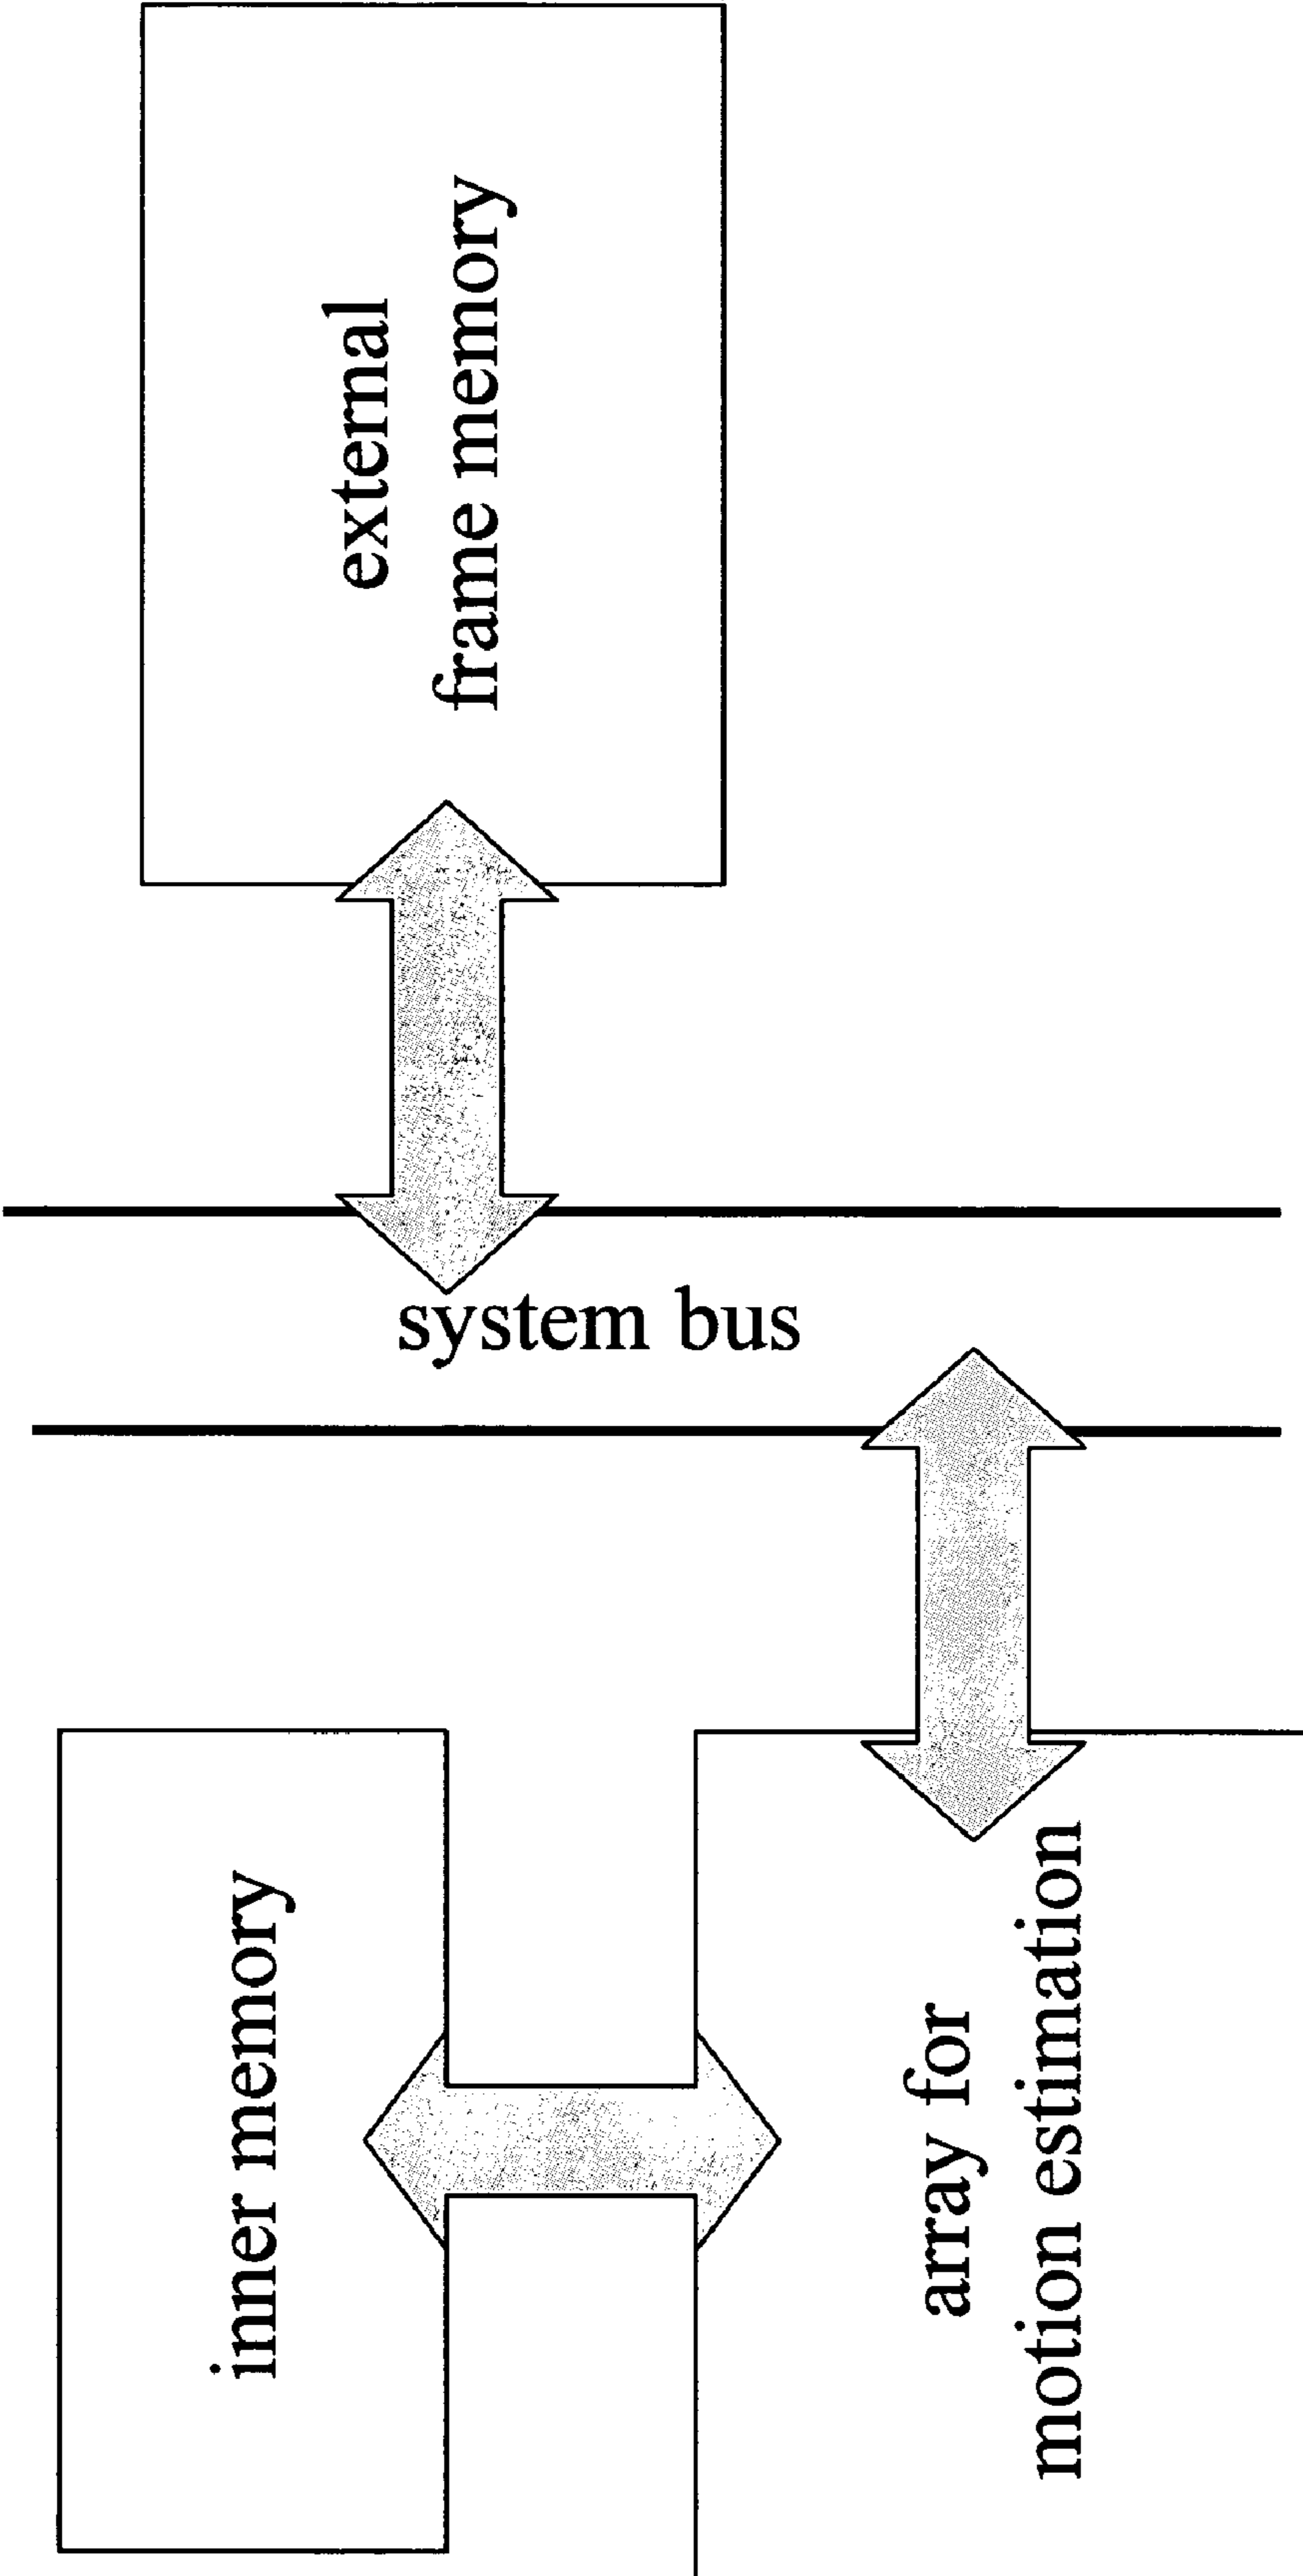 external
frame memory
system bus
inner memory
array for
motion estimation